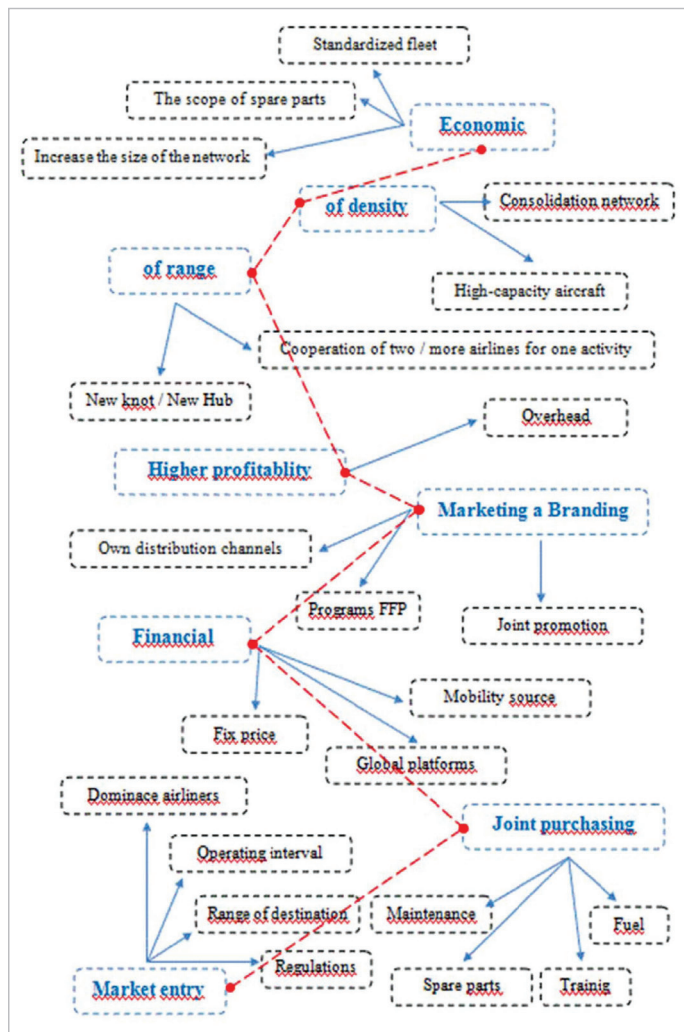 Standardized fleet
The scope of spare parts
Economic
Increase the size of the network
of density
Consolidation network
of range
High-capacity aircraft
Cooperation of two / more airlines for one activity
New knot / New Hub
Overhead
Higher profitablity
Marketing a Branding
Own distribution channels
Programs FFP
Joint promotion
Financial
Mobility source
Fix price
Global platforms
Dominace airliners
Joint purchasing
Operating interval
Range of destination
Maintenance
Fuel
Regulations
Market entry
Spare parts
Trainig